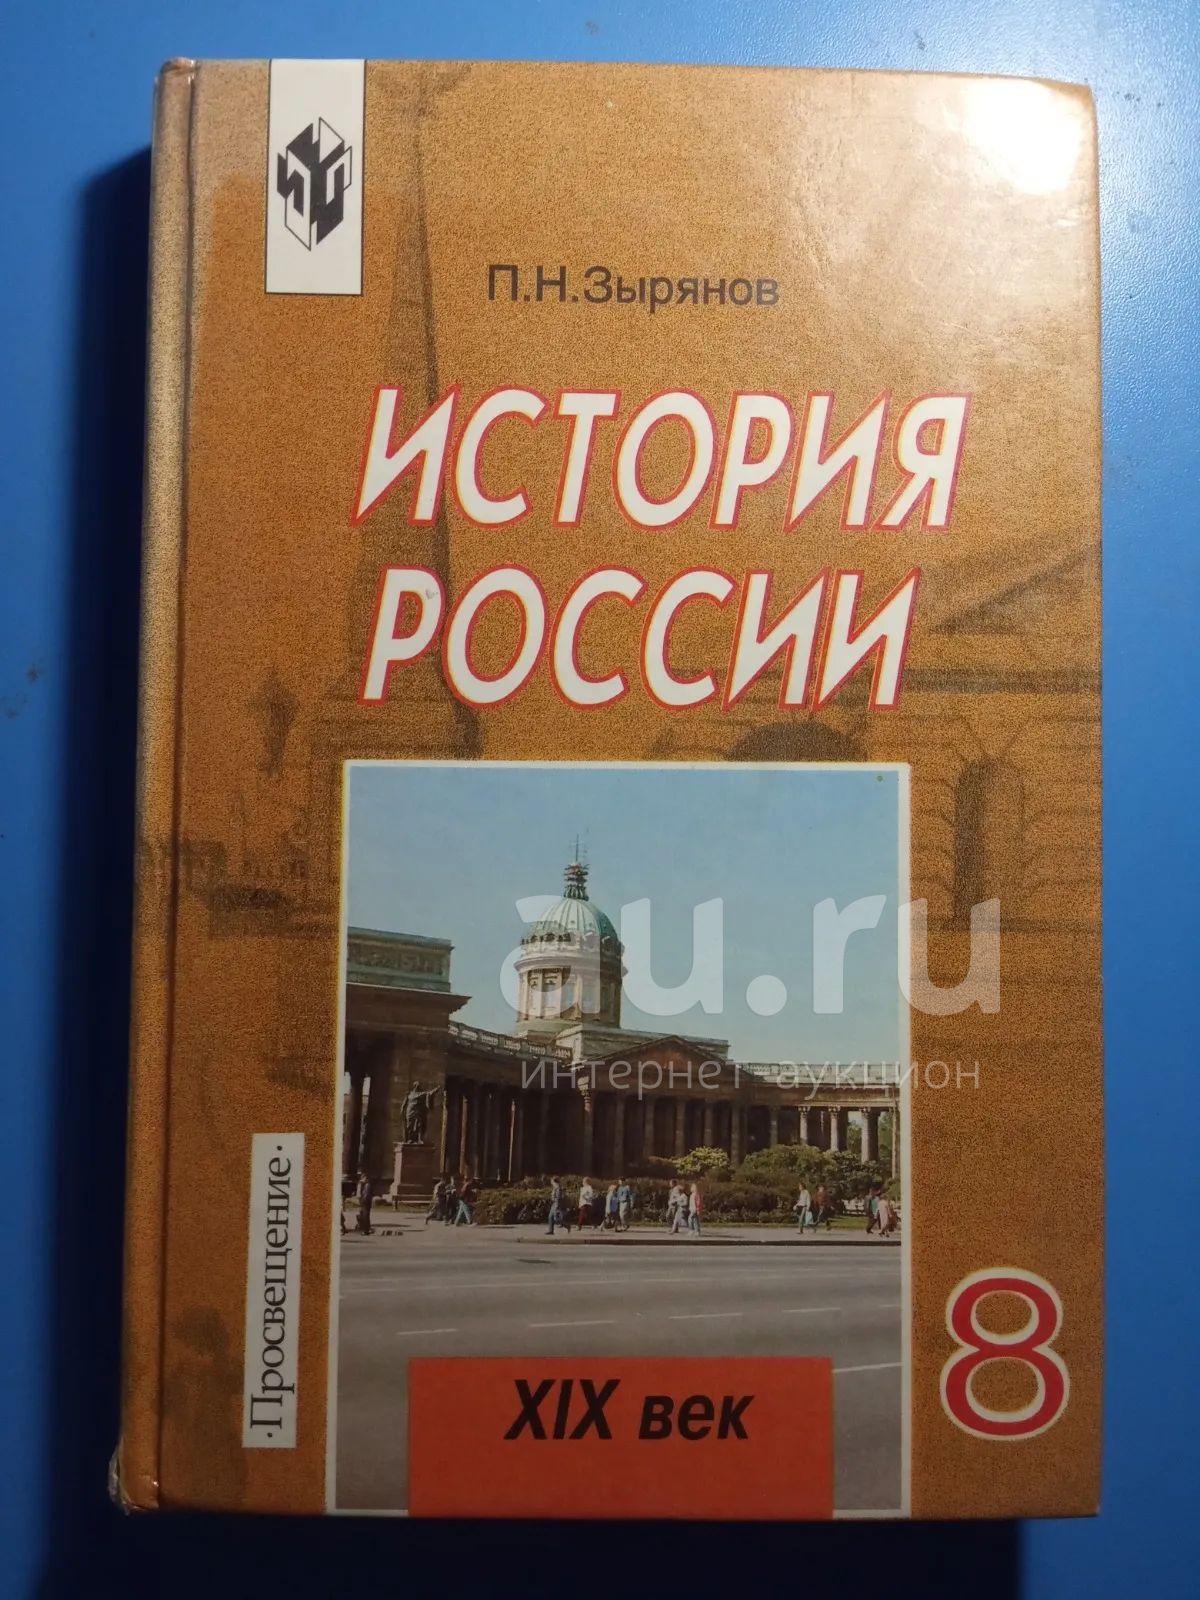 П.Н.Зырянов
ИСТОРИЯ
РОССИИ
au.ru
интернет аукцион
·Просвещение·
XIX век
8